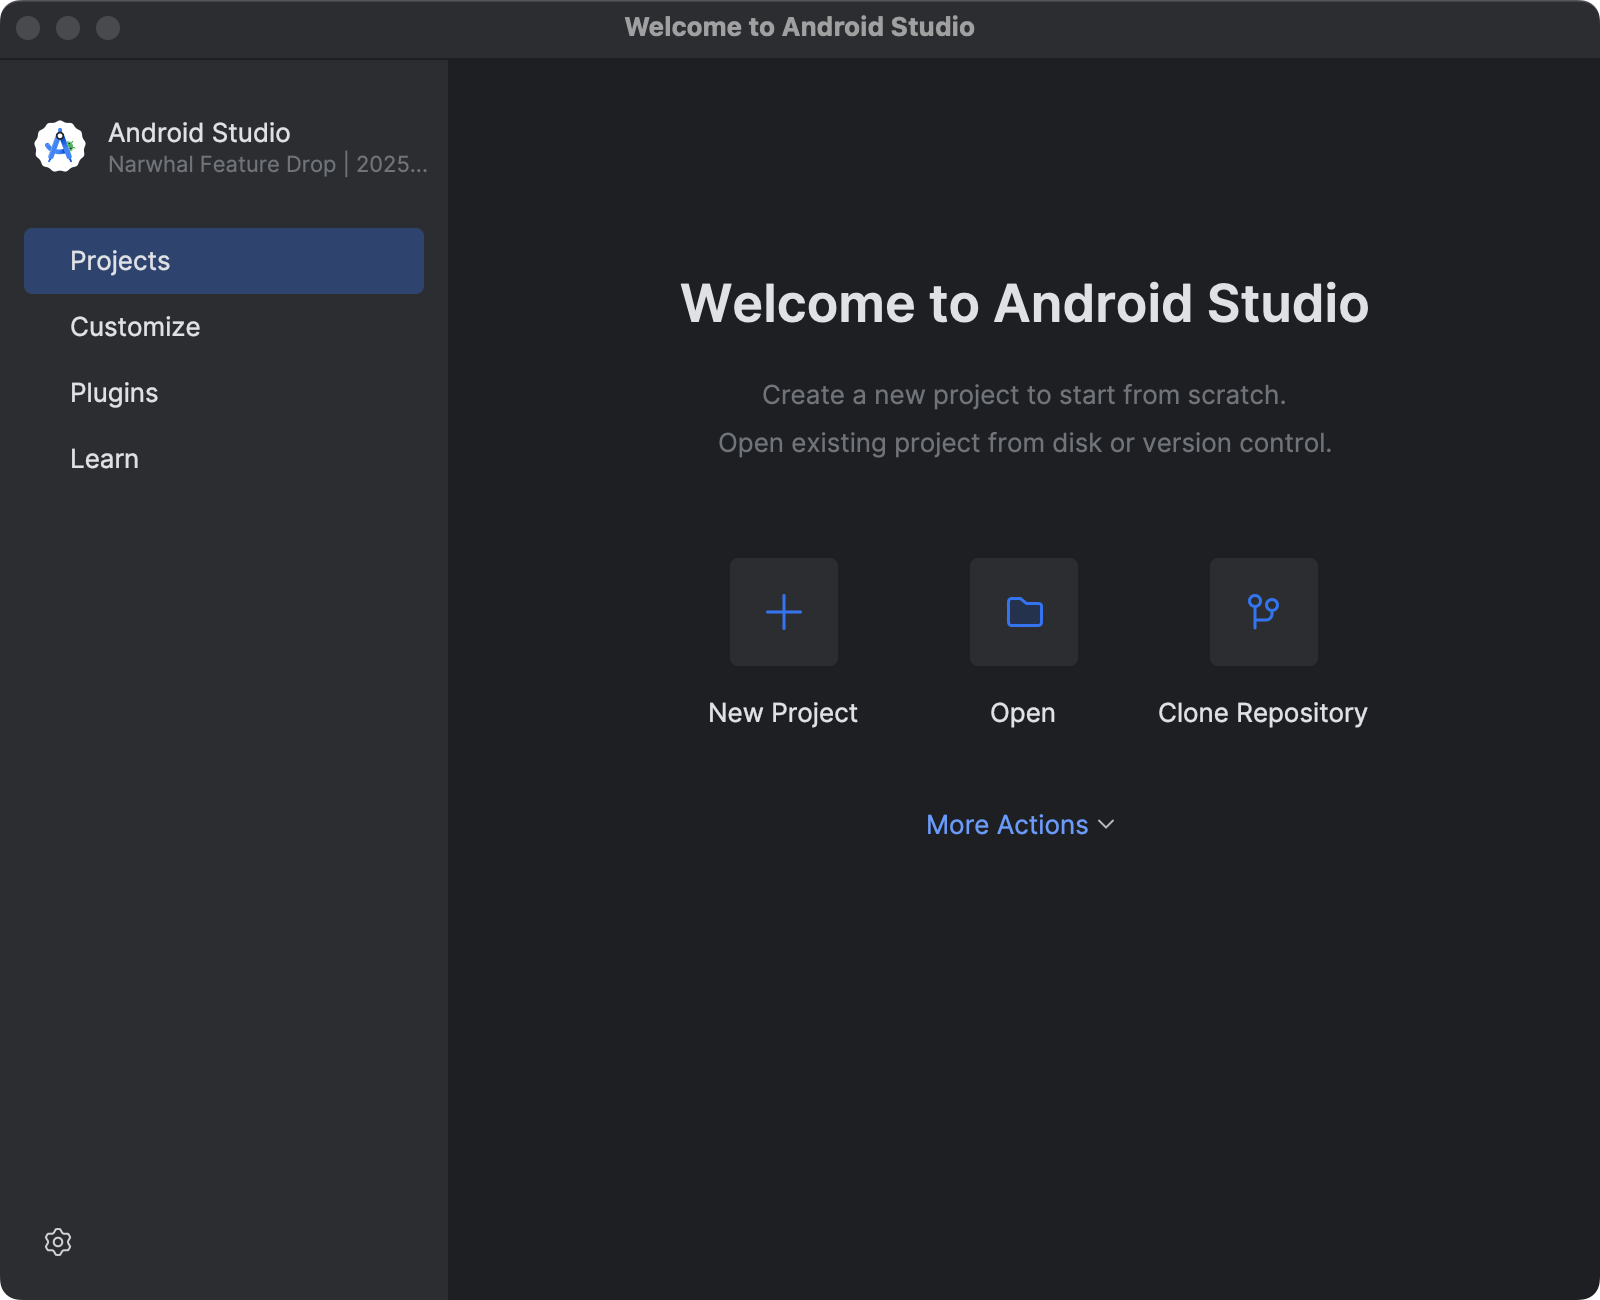 Welcome to Android Studio
Android Studio
Narwhal Feature Drop | 2025...
Projects
Customize
Plugins
Learn
Welcome to Android Studio
Create a new project to start from scratch.
Open existing project from disk or version control.
New Project
Open
Clone Repository
More Actions